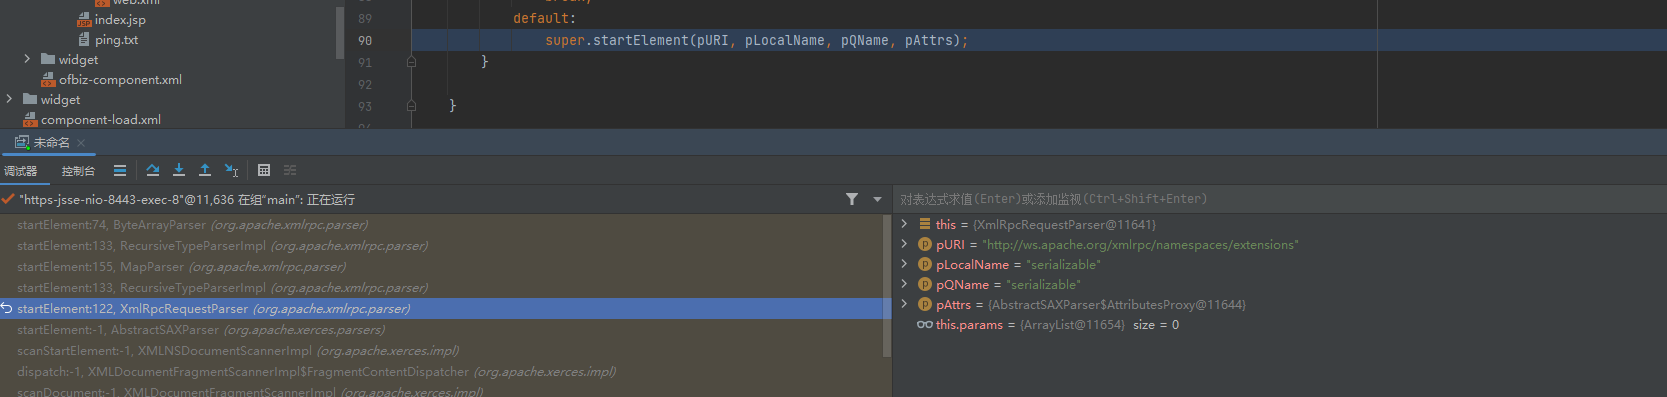 web.xml
index.jsp
ping.txt
widget
ofbiz-component.xml
widget
component-load.xml
89 default:
90 super.startElement(pURI, pLocalName, pQName, pAttrs);
91 }
92
93 }
未命名
调试器 控制台
"https-jsse-nio-8443-exec-8"@11,636 在组"main": 正在运行
startElement:74, ByteArrayParser (org.apache.xmlrpc.parser)
startElement:133, RecursiveTypeParserImpl (org.apache.xmlrpc.parser)
startElement:155, MapParser (org.apache.xmlrpc.parser)
startElement:133, RecursiveTypeParserImpl (org.apache.xmlrpc.parser)
startElement:122, XmlRpcRequestParser (org.apache.xmlrpc.parser)
startElement:-1, AbstractSAXParser (org.apache.xerces.parsers)
scanStartElement:-1, XMLNSDocumentScannerImpl (org.apache.xerces.impl)
dispatch:-1, XMLDocumentFragmentScannerImpl$FragmentContentDispatcher (org.apache.xerces.impl)
scanDocument:-1, XMLDocumentFragmentScannerImpl (org.apache.xerces.impl)
对表达式求值(Enter)或添加监视(Ctrl+Shift+Enter)
this = {XmlRpcRequestParser@11641}
pURI = "http://ws.apache.org/xmlrpc/namespaces/extensions"
pLocalName = "serializable"
pQName = "serializable"
pAttrs = {AbstractSAXParser$AttributesProxy@11644}
this.params = {ArrayList@11654} size = 0